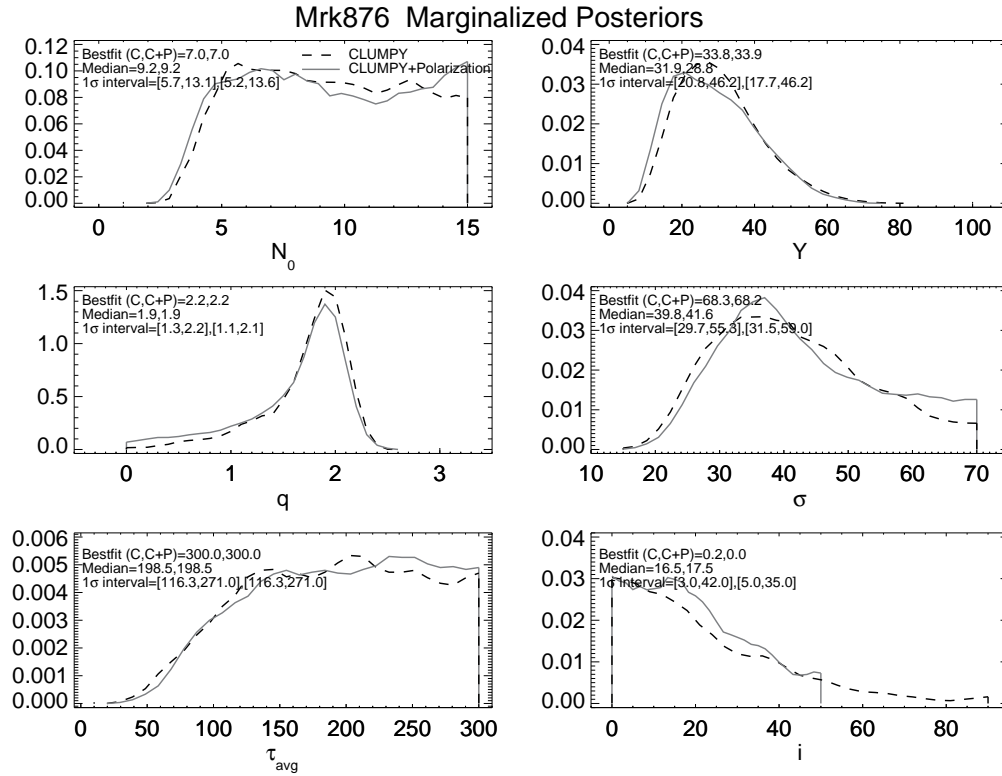 Mrk876 Marginalized Posteriors
0.12
0.10
0.08
0.06
0.04
0.02
0.00
Bestfit (C,C+P)=7.0,7.0
Median=9.2,9.2
1σ interval=[5.7,13.1],[5.2,13.6]
CLUMPY
CLUMPY+Polarization
0 5 10 15
N0
0.04
0.03
0.02
0.01
0.00
Bestfit (C,C+P)=33.8,33.9
Median=31.9,28.8
1σ interval=[20.8,46.2],[17.7,46.2]
0 20 40 60 80 100
Y
1.5
1.0
0.5
0.0
Bestfit (C,C+P)=2.2,2.2
Median=1.9,1.9
1σ interval=[1.3,2.2],[1.1,2.1]
0 1 2 3
q
0.04
0.03
0.02
0.01
0.00
Bestfit (C,C+P)=68.3,68.2
Median=39.8,41.6
1σ interval=[29.7,55.3],[31.5,59.0]
10 20 30 40 50 60 70
σ
0.006
0.005
0.004
0.003
0.002
0.001
0.000
Bestfit (C,C+P)=300.0,300.0
Median=198.5,198.5
1σ interval=[116.3,271.0],[116.3,271.0]
0 50 100 150 200 250 300
τavg
0.04
0.03
0.02
0.01
0.00
Bestfit (C,C+P)=0.2,0.0
Median=16.5,17.5
1σ interval=[3.0,42.0],[5.0,35.0]
0 20 40 60 80
i